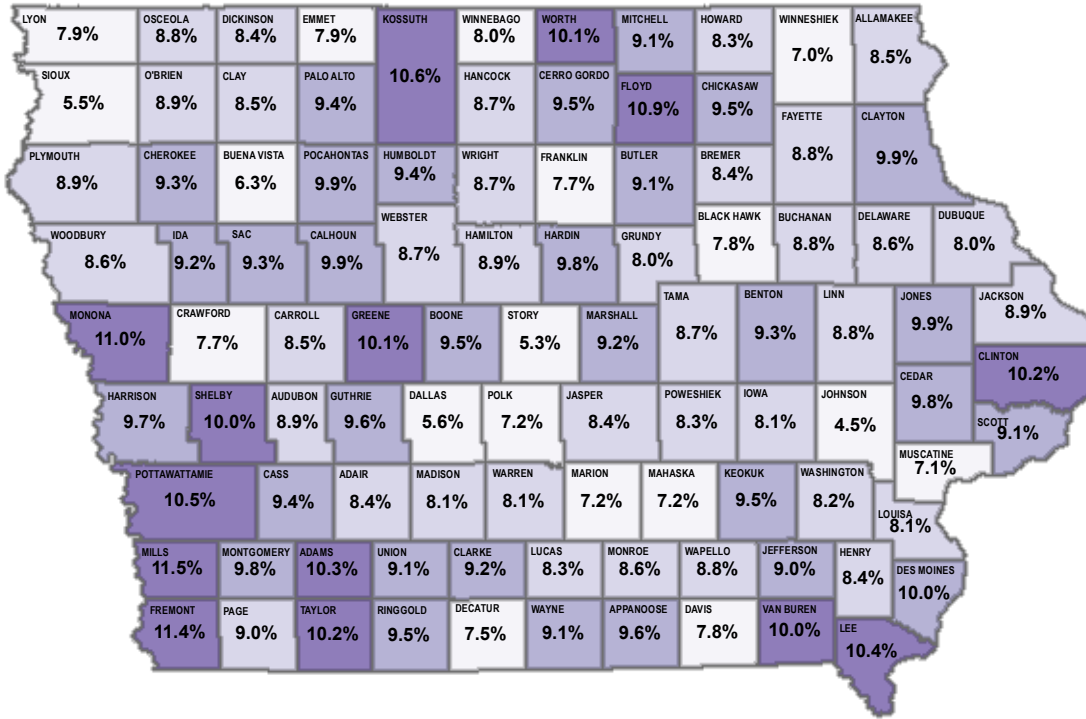 LYON
7.9%
OSCEOLA
8.8%
DICKINSON
8.4%
EMMET
7.9%
KOSSUTH
10.6%
WINNEBAGO
8.0%
WORTH
10.1%
MITCHELL
9.1%
HOWARD
8.3%
WINNESHIEK
7.0%
ALLAMAKEE
8.5%
SIOUX
5.5%
O'BRIEN
8.9%
CLAY
8.5%
PALO ALTO
9.4%
HANCOCK
8.7%
CERRO GORDO
9.5%
FLOYD
10.9%
CHICKASAW
9.5%
FAYETTE
8.8%
CLAYTON
9.9%
PLYMOUTH
8.9%
CHEROKEE
9.3%
BUENA VISTA
6.3%
POCAHONTAS
9.9%
HUMBOLDT
9.4%
WRIGHT
8.7%
FRANKLIN
7.7%
BUTLER
9.1%
BREMER
8.4%
WOODBURY
8.6%
IDA
9.2%
SAC
9.3%
CALHOUN
9.9%
WEBSTER
8.7%
HAMILTON
8.9%
HARDIN
9.8%
GRUNDY
8.0%
BLACK HAWK
7.8%
BUCHANAN
8.8%
DELAWARE
8.6%
DUBUQUE
8.0%
MONONA
11.0%
CRAWFORD
7.7%
CARROLL
8.5%
GREENE
10.1%
BOONE
9.5%
STORY
5.3%
MARSHALL
9.2%
TAMA
8.7%
BENTON
9.3%
LINN
8.8%
JONES
9.9%
JACKSON
8.9%
CLINTON
10.2%
HARRISON
9.7%
SHELBY
10.0%
AUDUBON
8.9%
GUTHRIE
9.6%
DALLAS
5.6%
POLK
7.2%
JASPER
8.4%
POWESHIEK
8.3%
IOWA
8.1%
JOHNSON
4.5%
CEDAR
9.8%
SCOTT
9.1%
MUSCATINE
7.1%
POTTAWATTAMIE
10.5%
CASS
9.4%
ADAIR
8.4%
MADISON
8.1%
WARREN
8.1%
MARION
7.2%
MAHASKA
7.2%
KEOKUK
9.5%
WASHINGTON
8.2%
LOUISA
8.1%
MILLS
11.5%
MONTGOMERY
9.8%
ADAMS
10.3%
UNION
9.1%
CLARKE
9.2%
LUCAS
8.3%
MONROE
8.6%
WAPELLO
8.8%
JEFFERSON
9.0%
HENRY
8.4%
DES MOINES
10.0%
FREMONT
11.4%
PAGE
9.0%
TAYLOR
10.2%
RINGGOLD
9.5%
DECATUR
7.5%
WAYNE
9.1%
APPANOOSE
9.6%
DAVIS
7.8%
VAN BUREN
10.0%
LEE
10.4%